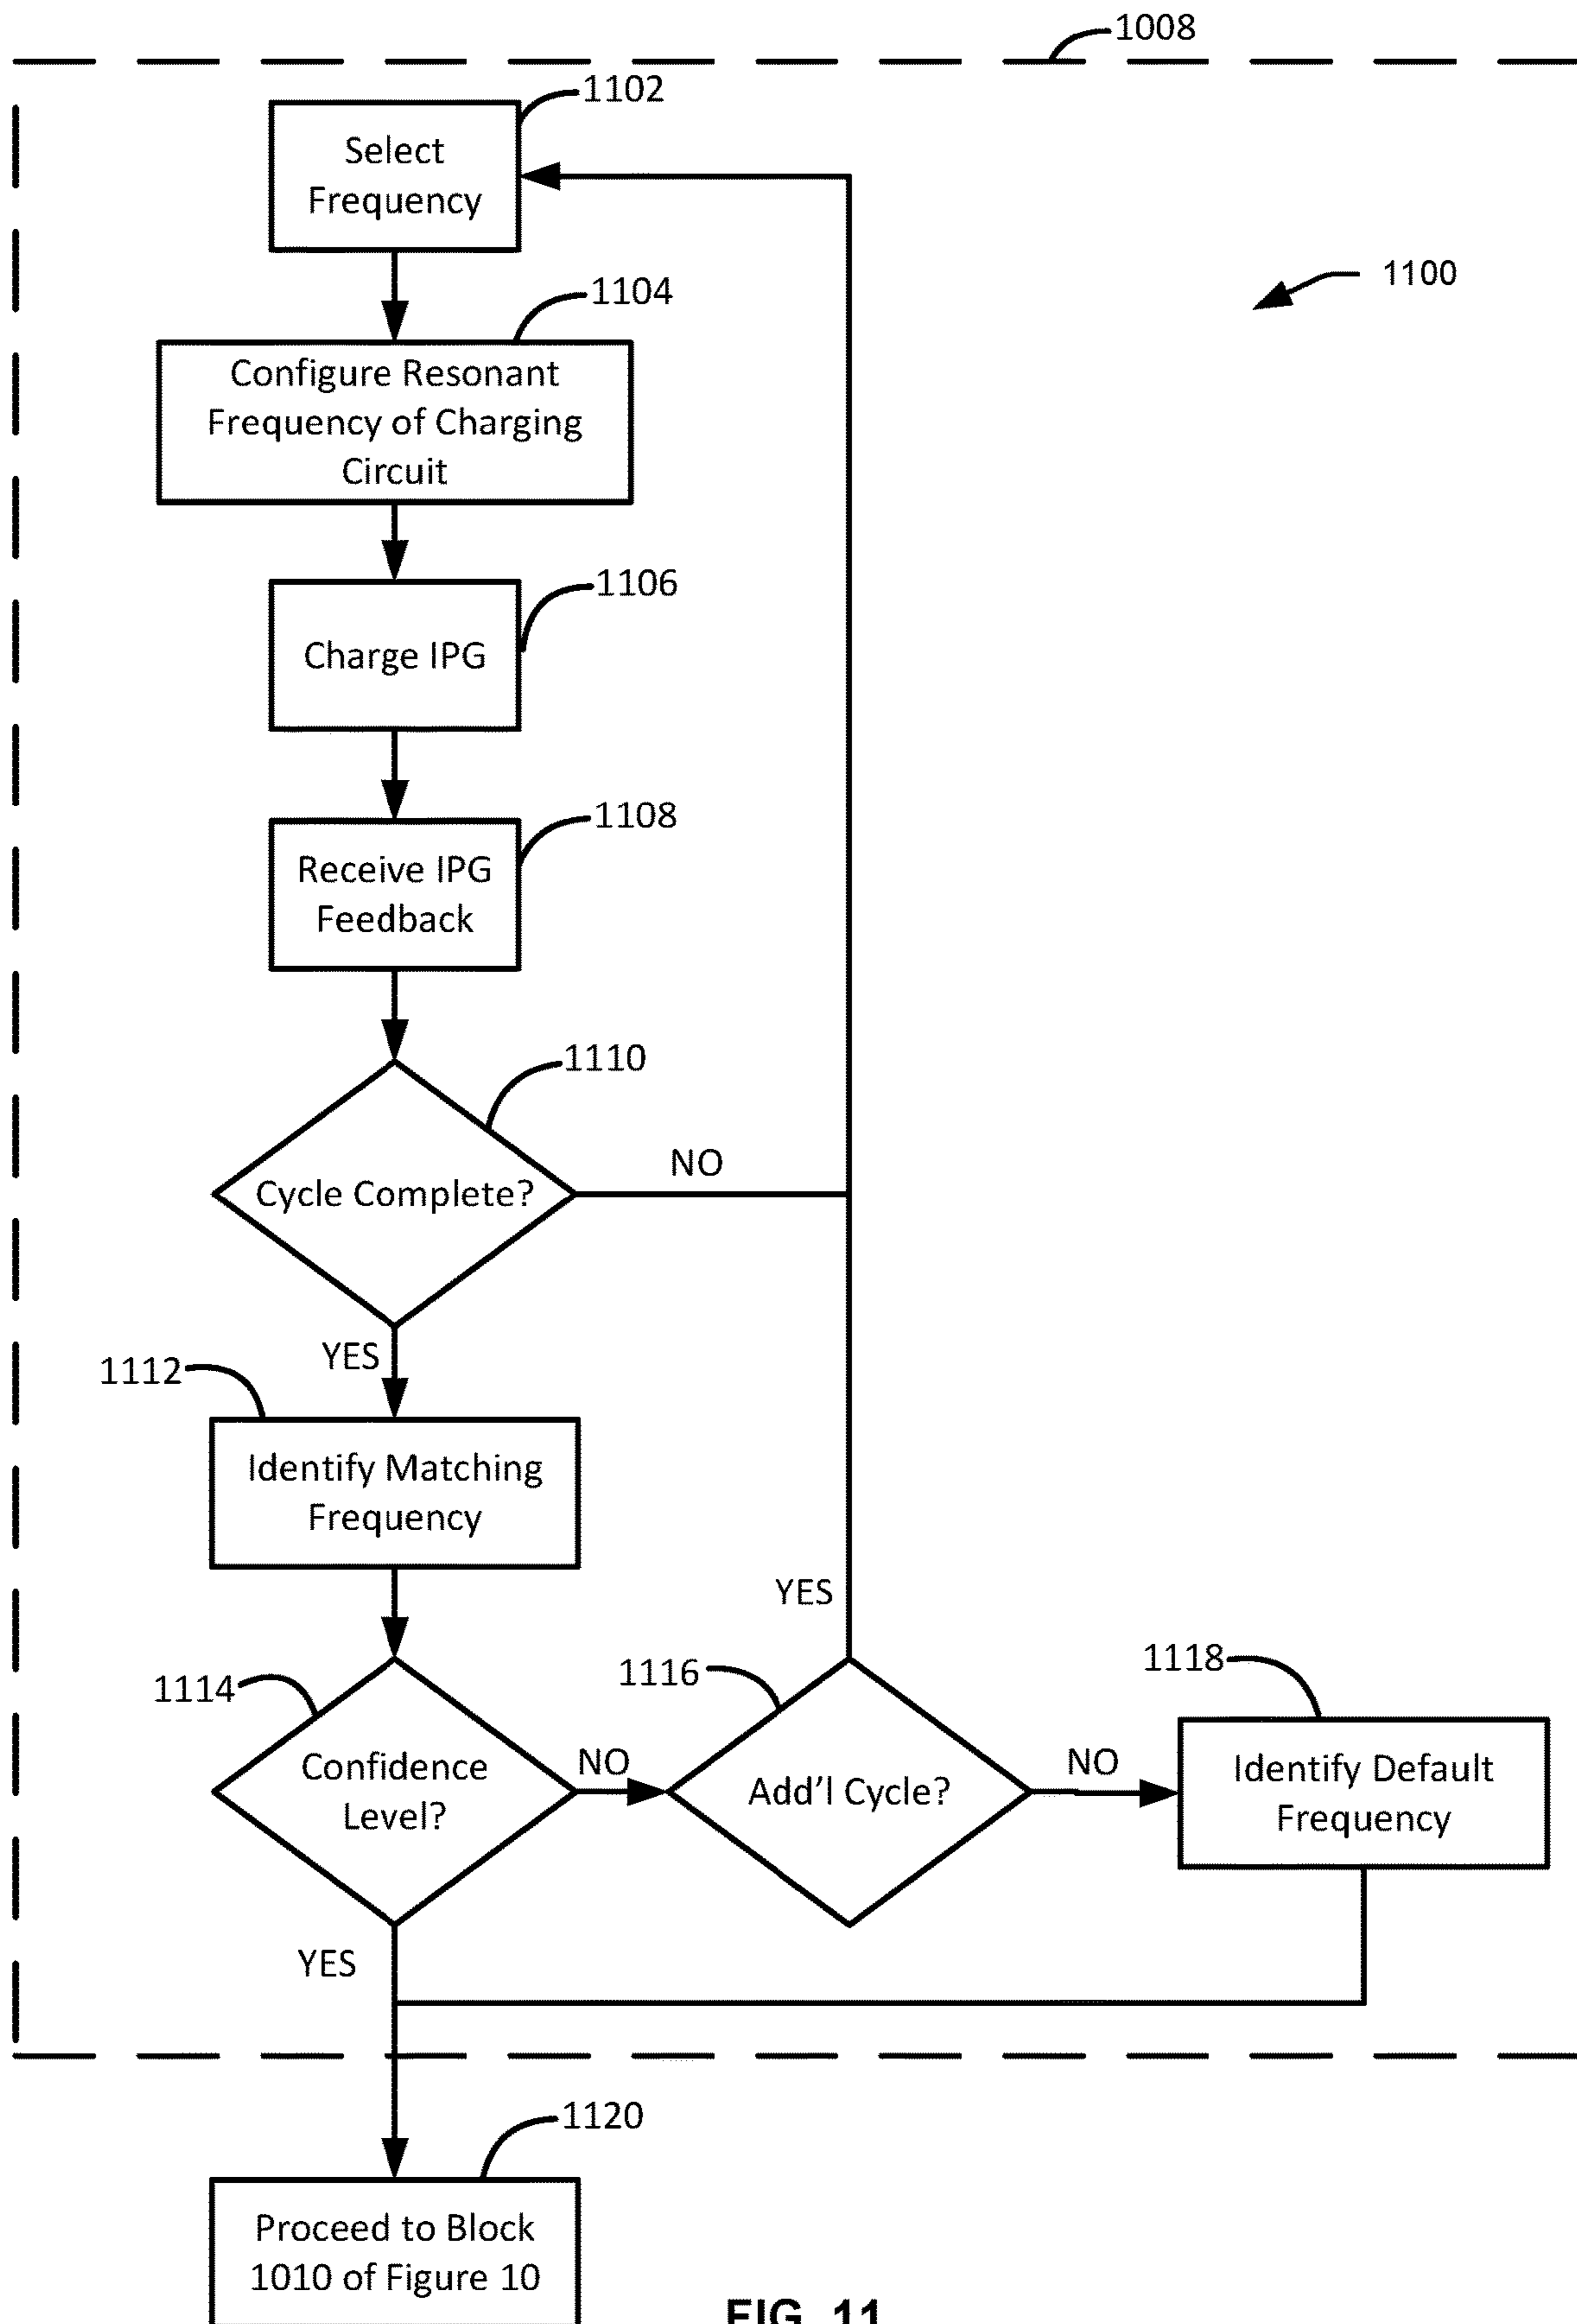 1008
1102
Select
Frequency
1100
1104
Configure Resonant
Frequency of Charging
Circuit
1106
Charge IPG
1108
Receive IPG
Feedback
1110
Cycle Complete?
NO
YES
1112
Identify Matching
Frequency
YES
1114
Confidence
Level?
NO
1116
Add'l Cycle?
NO
1118
Identify Default
Frequency
YES
1120
Proceed to Block
1010 of Figure 10
FIG. 11